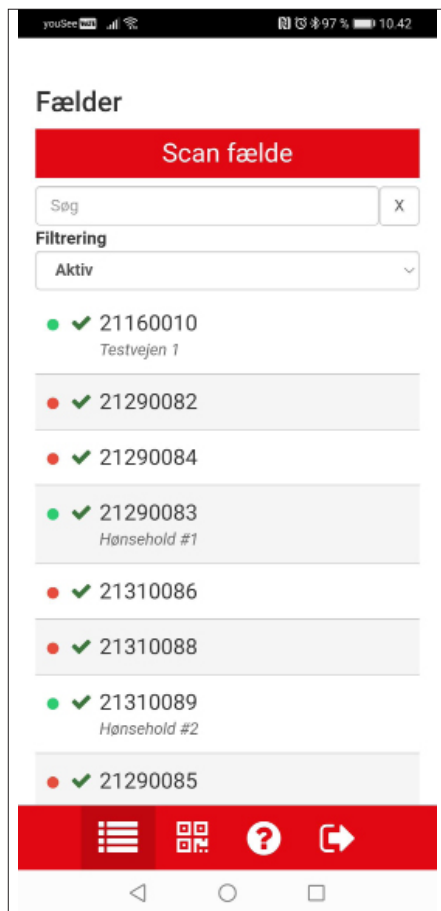 youSee WiFi 97 % 10.42
Fælder
Scan fælde
Søg X
Filtrering
Aktiv
21160010
Testvejen 1
21290082
21290084
21290083
Hønsehold #1
21310086
21310088
21310089
Hønsehold #2
21290085